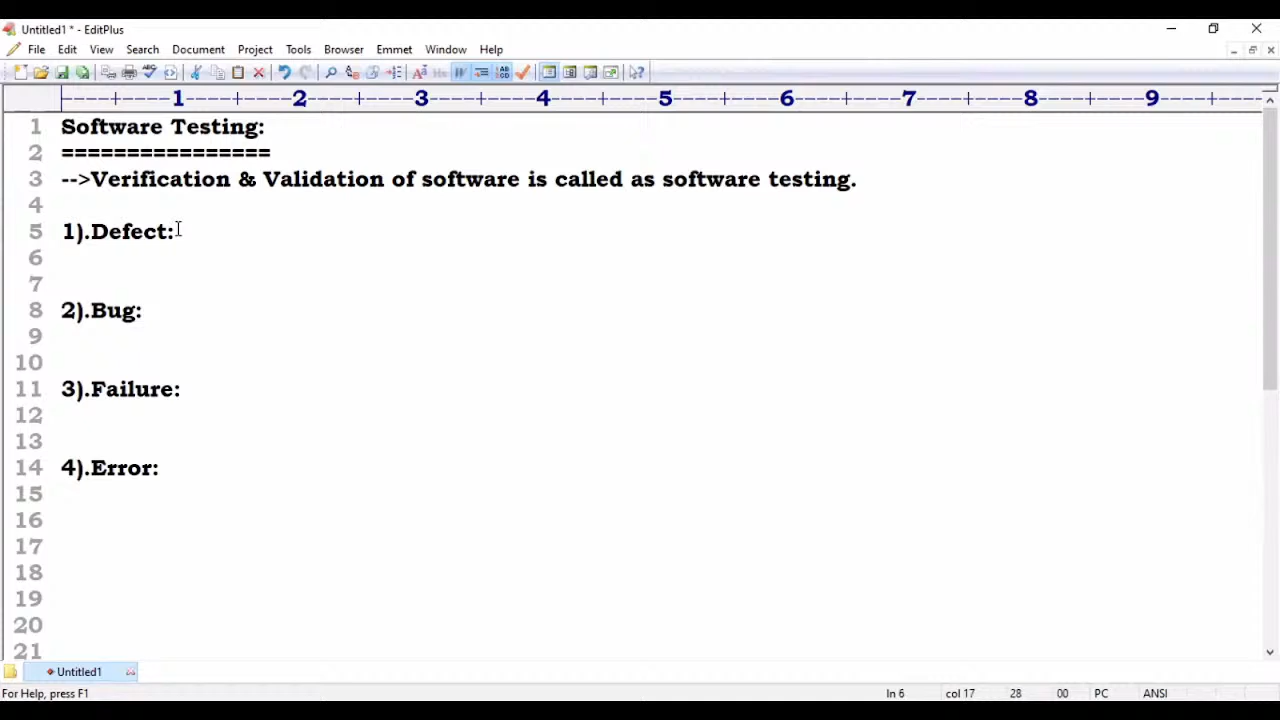 Untitled1 * - EditPlus
File Edit View Search Document Project Tools Browser Emmet Window Help
----+----1----+----2----+----3----+----4----+----5----+----6----+----7----+----8----+----9----+--
1 Software Testing:
2 ================
3 -->Verification & Validation of software is called as software testing.
4
5 1).Defect:
6
7
8 2).Bug:
9
10
11 3).Failure:
12
13
14 4).Error:
15
16
17
18
19
20
21
Untitled1
For Help, press F1 ln 6 col 17 28 00 PC ANSI